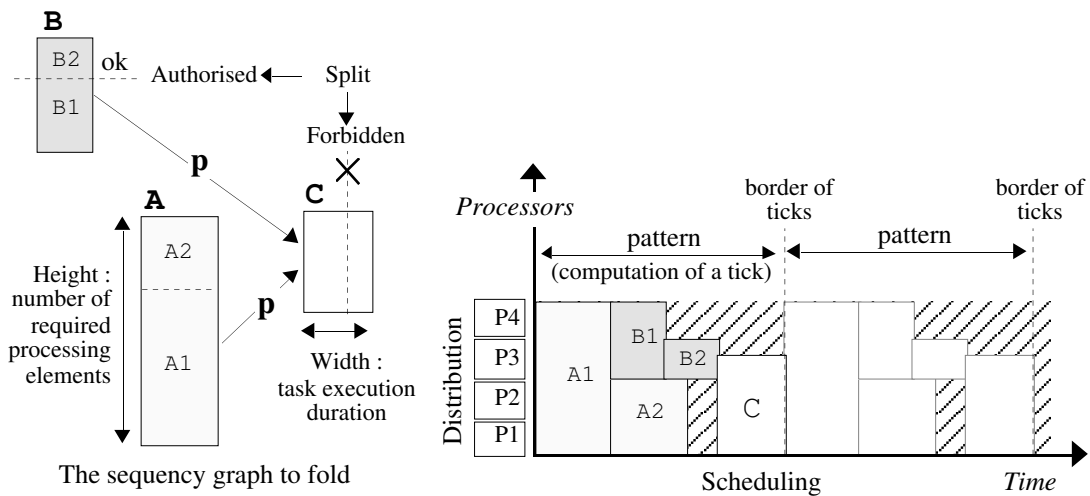 B
B2
ok
B1
Authorised
Split
Forbidden
p
A
C
A2
Height :
number of
required
processing
elements
p
A1
Width :
task execution
duration
The sequency graph to fold
Processors
border of
ticks
border of
ticks
pattern
(computation of a tick)
pattern
Distribution
P4
P3
P2
P1
A1
B1
B2
A2
C
Scheduling
Time